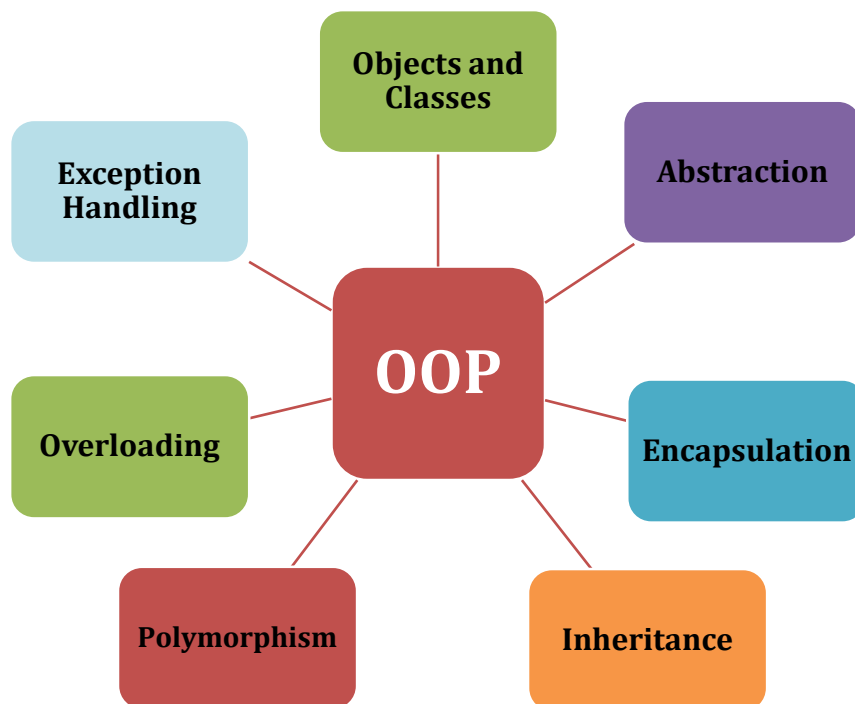 Objects and
Classes
Abstraction
Exception
Handling
OOP
Overloading
Encapsulation
Polymorphism
Inheritance